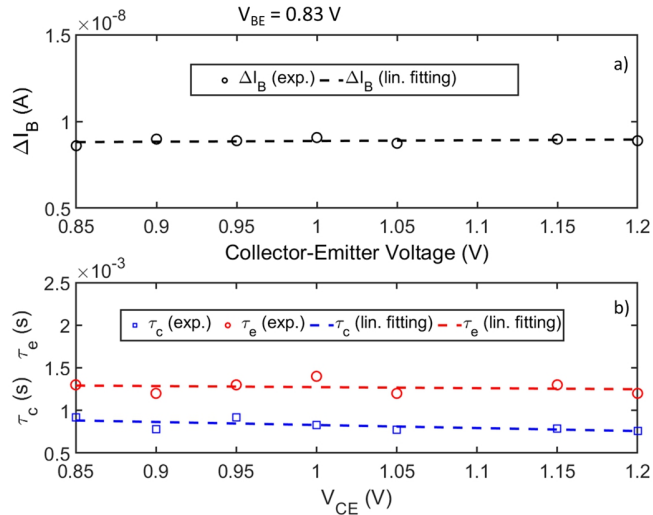 V_BE = 0.83 V
×10^-8
1.5
1
0.5
ΔI_B (A)
ΔI_B (exp.) ΔI_B (lin. fitting)
a)
0.85 0.9 0.95 1 1.05 1.1 1.15 1.2
Collector-Emitter Voltage (V)
×10^-3
2.5
2
1.5
1
0.5
τ_c (s) τ_e (s)
τ_c (exp.) τ_e (exp.) τ_c (lin. fitting) τ_e (lin. fitting)
b)
0.85 0.9 0.95 1 1.05 1.1 1.15 1.2
V_CE (V)